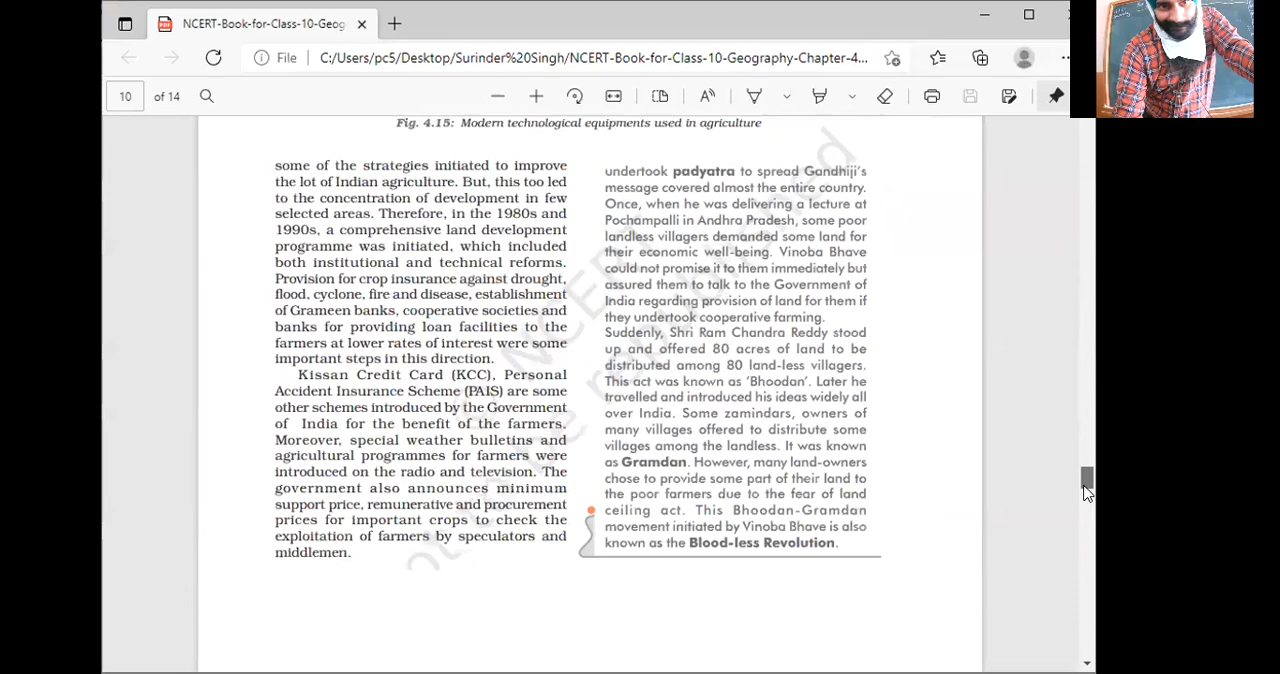 NCERT-Book-for-Class-10-Geog
File
C:/Users/pc5/Desktop/Surinder%20Singh/NCERT-Book-for-Class-10-Geography-Chapter-4...
10 of 14
Fig. 4.15: Modern technological equipments used in agriculture
some of the strategies initiated to improve
the lot of Indian agriculture. But, this too led
to the concentration of development in few
selected areas. Therefore, in the 1980s and
1990s, a comprehensive land development
programme was initiated, which included
both institutional and technical reforms.
Provision for crop insurance against drought,
flood, cyclone, fire and disease, establishment
of Grameen banks, cooperative societies and
banks for providing loan facilities to the
farmers at lower rates of interest were some
important steps in this direction.
Kissan Credit Card (KCC), Personal
Accident Insurance Scheme (PAIS) are some
other schemes introduced by the Government
of India for the benefit of the farmers.
Moreover, special weather bulletins and
agricultural programmes for farmers were
introduced on the radio and television. The
government also announces minimum
support price, remunerative and procurement
prices for important crops to check the
exploitation of farmers by speculators and
middlemen.
undertook padyatra to spread Gandhiji's
message covered almost the entire country.
Once, when he was delivering a lecture at
Pochampalli in Andhra Pradesh, some poor
landless villagers demanded some land for
their economic well-being. Vinoba Bhave
could not promise it to them immediately but
assured them to talk to the Government of
India regarding provision of land for them if
they undertook cooperative farming.
Suddenly, Shri Ram Chandra Reddy stood
up and offered 80 acres of land to be
distributed among 80 land-less villagers.
This act was known as 'Bhoodan'. Later he
travelled and introduced his ideas widely all
over India. Some zamindars, owners of
many villages offered to distribute some
villages among the landless. It was known
as Gramdan. However, many land-owners
chose to provide some part of their land to
the poor farmers due to the fear of land
ceiling act. This Bhoodan-Gramdan
movement initiated by Vinoba Bhave is also
known as the Blood-less Revolution.
© NCERT
not to be republished